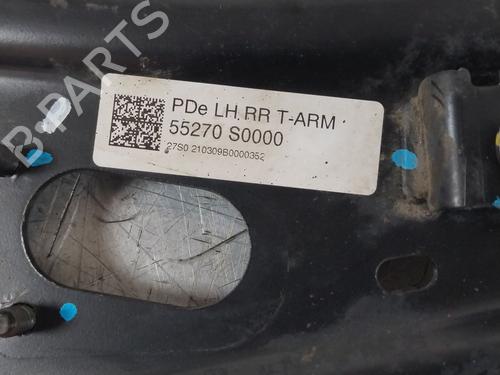 B-PARTS
PDe LH RR T-ARM
55270 S0000
27S0 210309B0000352